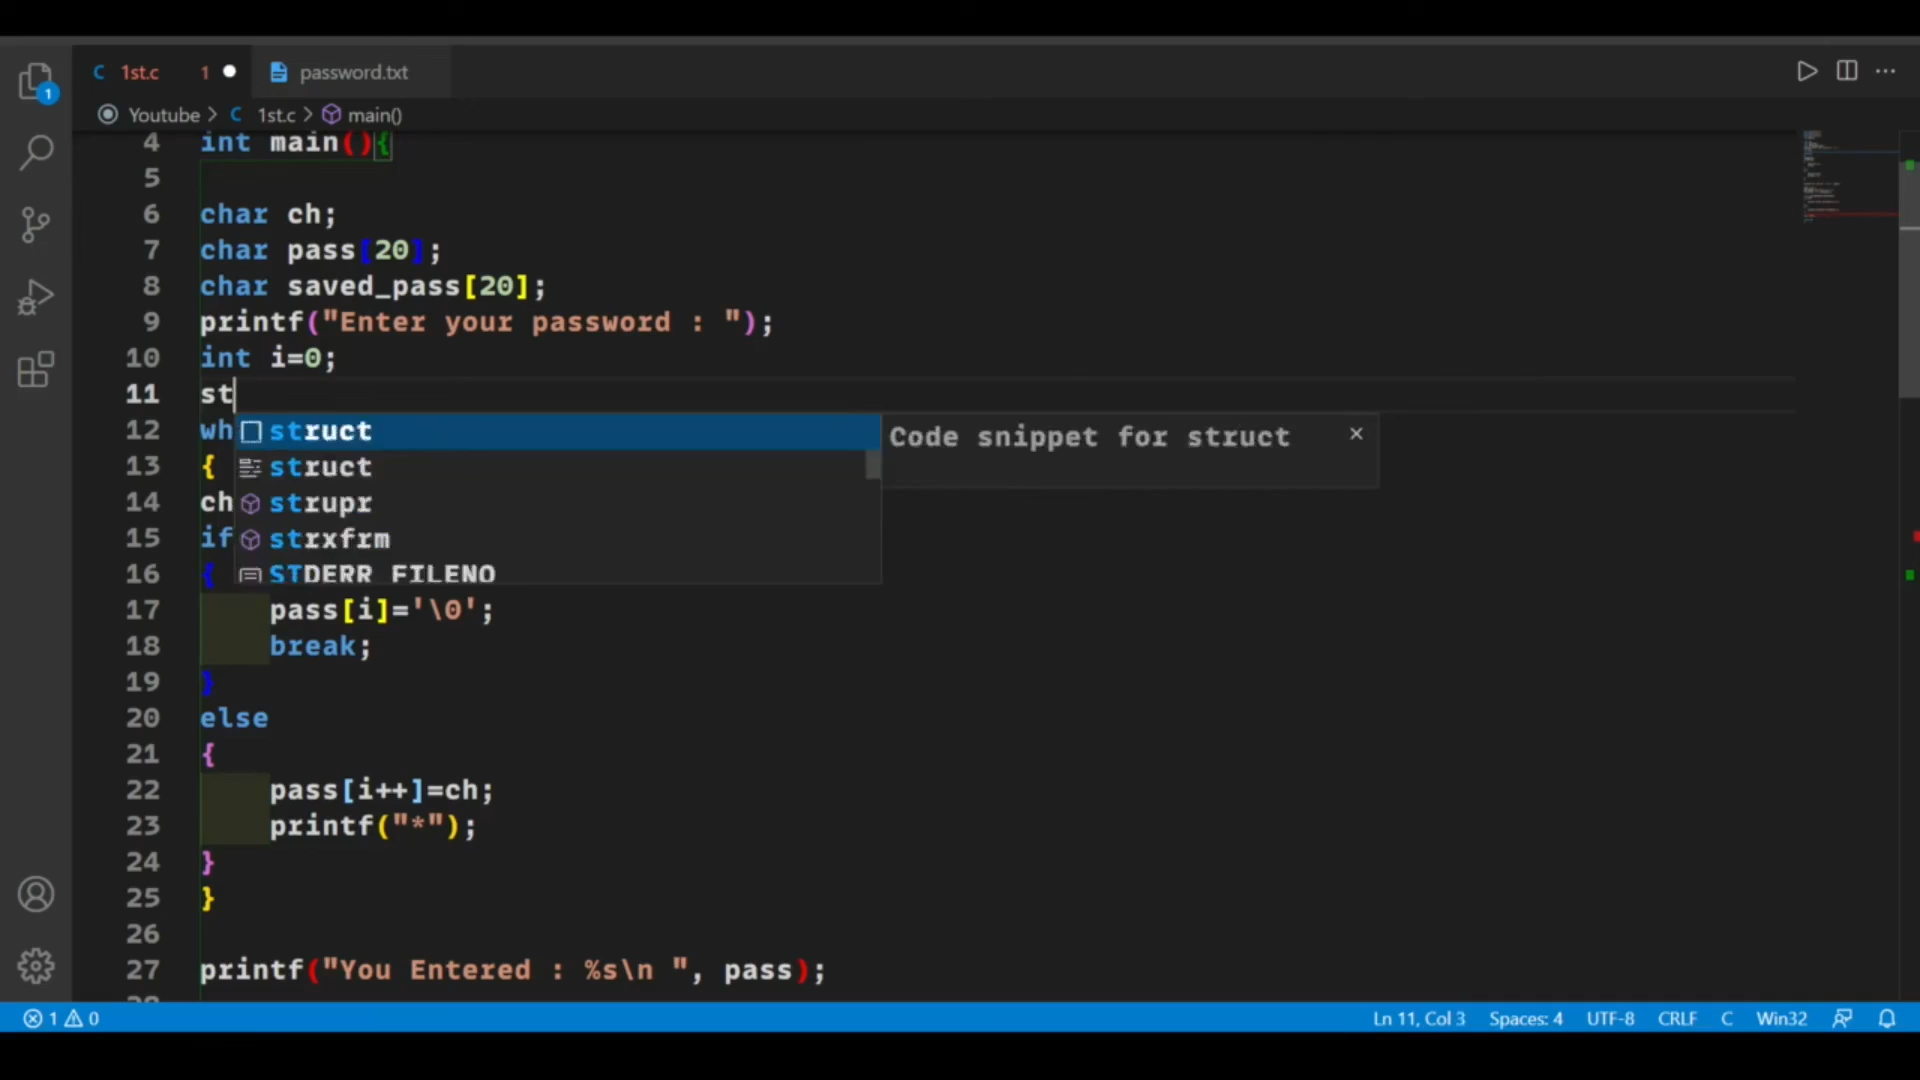 1st.c 1 password.txt
1
Youtube > 1st.c > main()
4 int main(){
5
6 char ch;
7 char pass[20];
8 char saved_pass[20];
9 printf("Enter your password : ");
10 int i=0;
11 st
12 wh struct Code snippet for struct ×
13 { struct
14 ch strupr
15 if strxfrm
16 { STDERR_FILENO
17 pass[i]='\0';
18 break;
19 }
20 else
21 {
22 pass[i++]=ch;
23 printf("*");
24 }
25 }
26
27 printf("You Entered : %s\n ", pass);
1 0 Ln 11, Col 3 Spaces: 4 UTF-8 CRLF C Win32